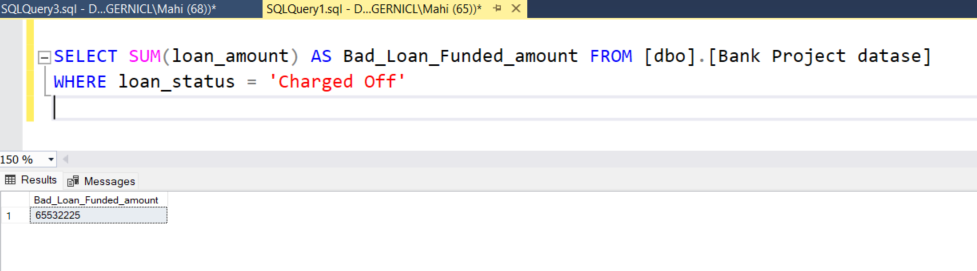 SQLQuery3.sql - D...GERNICL\Mahi (68))*
SQLQuery1.sql - D...GERNICL\Mahi (65))*
SELECT SUM(loan_amount) AS Bad_Loan_Funded_amount FROM [dbo].[Bank Project datase]
WHERE loan_status = 'Charged Off'
150 %
Results Messages
Bad_Loan_Funded_amount
1 65532225